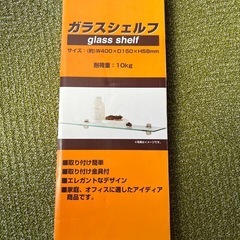 ガラスシェルフ
glass shelf
サイズ：(約)W400×D150×H58mm
耐荷重：10kg
■取り付け簡単
■取り付け金具付
■エレガントなデザイン
■家庭、オフィスに適したアイディア
商品です。